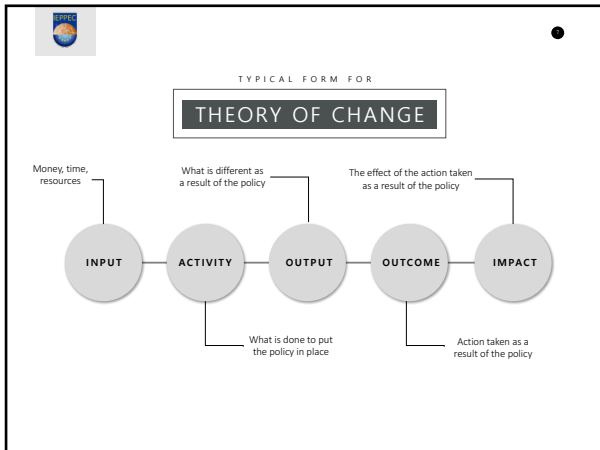 IEPPEC
TYPICAL FORM FOR
THEORY OF CHANGE
Money, time,
resources
What is different as
a result of the policy
The effect of the action taken
as a result of the policy
INPUT
ACTIVITY
OUTPUT
OUTCOME
IMPACT
What is done to put
the policy in place
Action taken as a
result of the policy